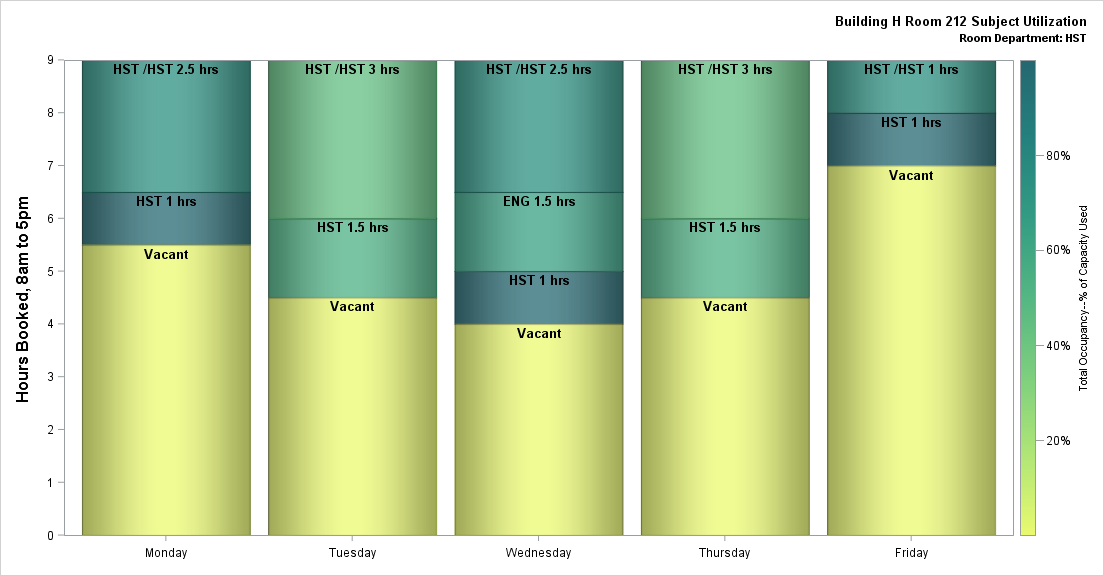 Building H Room 212 Subject Utilization
Room Department: HST
Hours Booked, 8am to 5pm
9
8
7
6
5
4
3
2
1
0
HST /HST 2.5 hrs
HST 1 hrs
Vacant
HST /HST 3 hrs
HST 1.5 hrs
Vacant
HST /HST 2.5 hrs
ENG 1.5 hrs
HST 1 hrs
Vacant
HST /HST 3 hrs
HST 1.5 hrs
Vacant
HST /HST 1 hrs
HST 1 hrs
Vacant
Monday
Tuesday
Wednesday
Thursday
Friday
80%
60%
40%
20%
Total Occupancy--% of Capacity Used